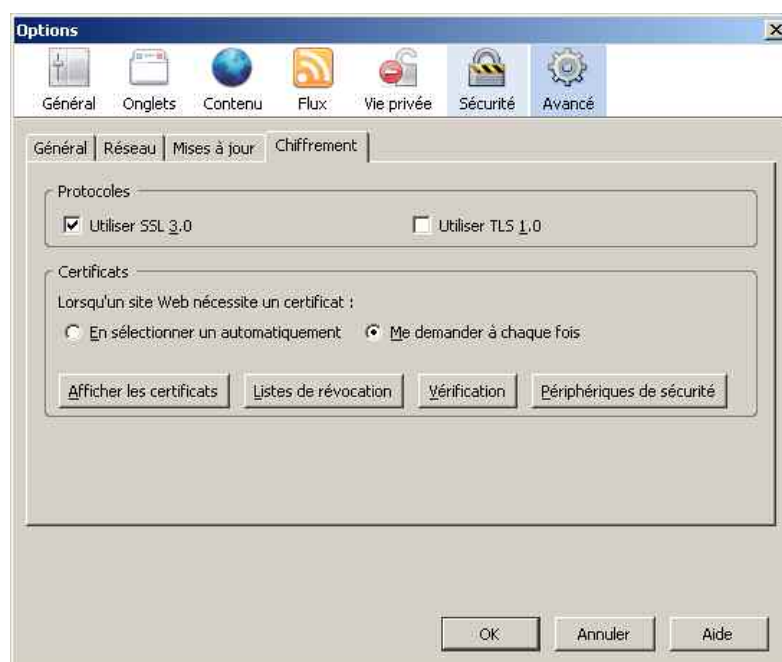 Options
Général Onglets Contenu Flux Vie privée Sécurité Avancé
Général Réseau Mises à jour Chiffrement
Protocoles
Utiliser SSL 3.0 Utiliser TLS 1.0
Certificats
Lorsqu'un site Web nécessite un certificat :
En sélectionner un automatiquement Me demander à chaque fois
Afficher les certificats Listes de révocation Vérification Périphériques de sécurité
OK Annuler Aide